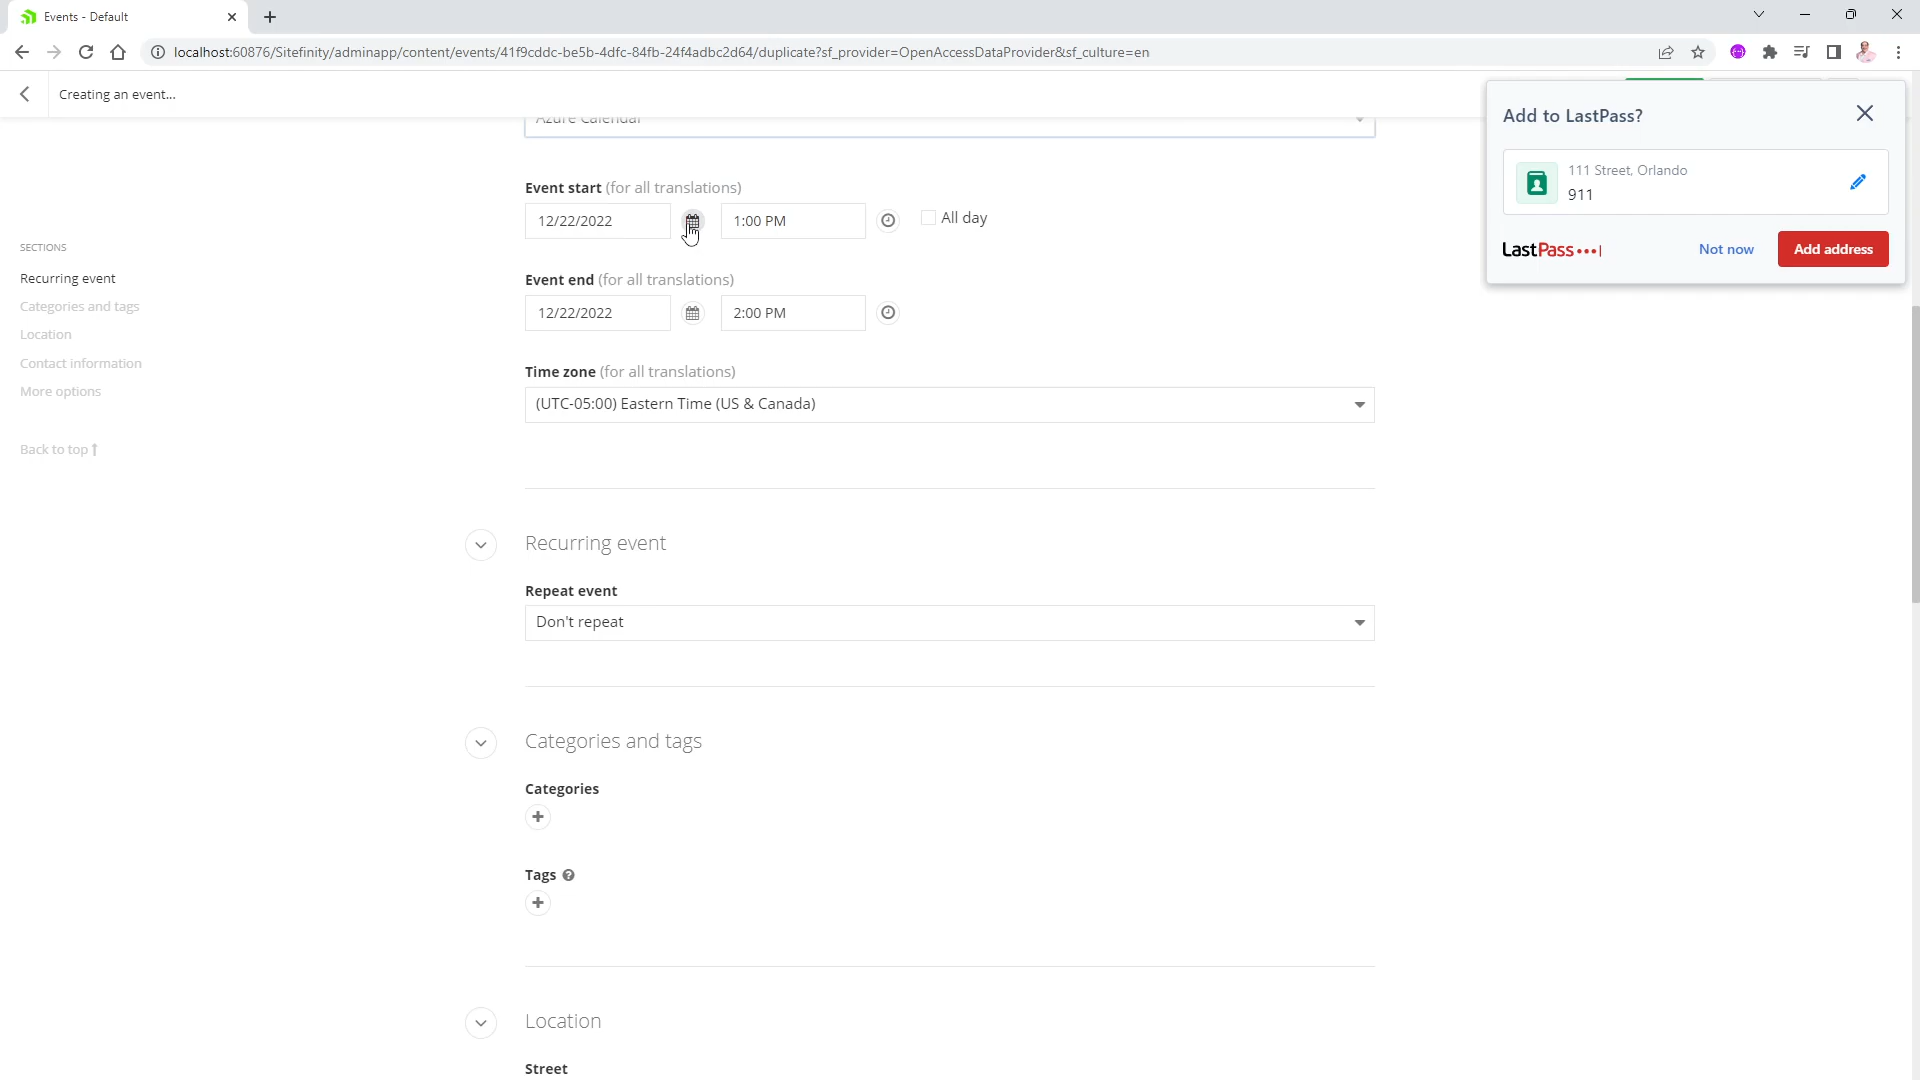 Events - Default
localhost:60876/Sitefinity/adminapp/content/events/41f9cddc-be5b-4dfc-84fb-24f4adbc2d64/duplicate?sf_provider=OpenAccessDataProvider&sf_culture=en
Creating an event...
Azure Calendar
Add to LastPass?
111 Street, Orlando
911
LastPass
Not now
Add address
Event start (for all translations)
12/22/2022
1:00 PM
All day
SECTIONS
Recurring event
Categories and tags
Location
Contact information
More options
Back to top
Event end (for all translations)
12/22/2022
2:00 PM
Time zone (for all translations)
(UTC-05:00) Eastern Time (US & Canada)
Recurring event
Repeat event
Don't repeat
Categories and tags
Categories
Tags
Location
Street